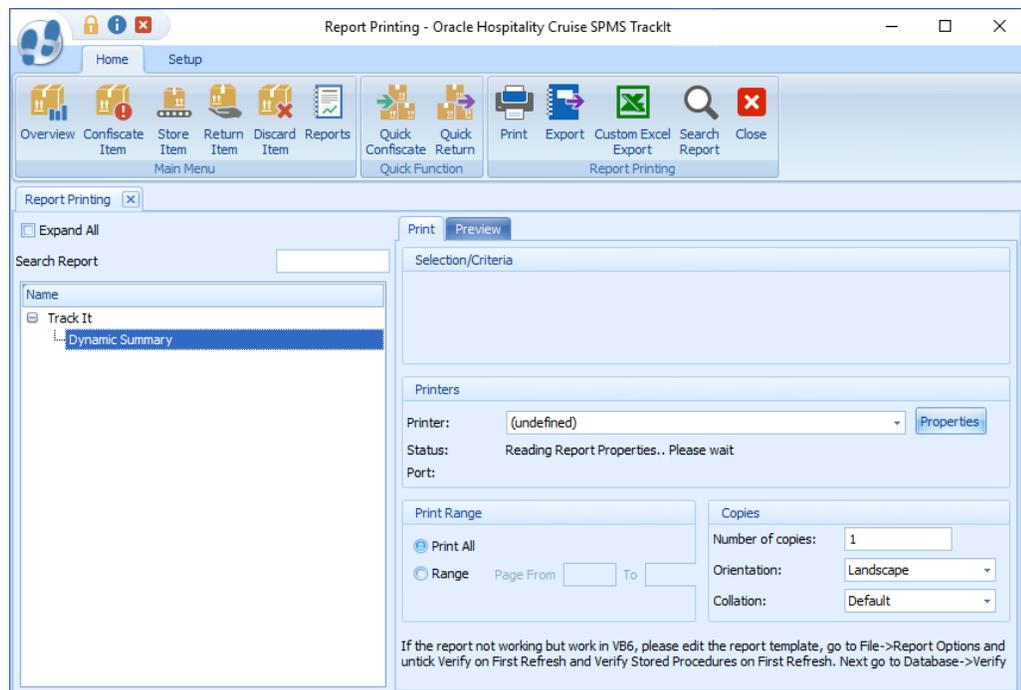 Report Printing - Oracle Hospitality Cruise SPMS TrackIt
Home Setup
Overview Confiscate Item Store Item Return Item Discard Item Reports
Main Menu
Quick Confiscate Quick Return
Quick Function
Print Export Custom Excel Export Search Report Close
Report Printing
Report Printing
Expand All
Search Report
Name
Track It
Dynamic Summary
Print Preview
Selection/Criteria
Printers
Printer: (undefined) Properties
Status: Reading Report Properties.. Please wait
Port:
Print Range
Print All
Range Page From To
Copies
Number of copies: 1
Orientation: Landscape
Collation: Default
If the report not working but work in VB6, please edit the report template, go to File->Report Options and
untick Verify on First Refresh and Verify Stored Procedures on First Refresh. Next go to Database->Verify